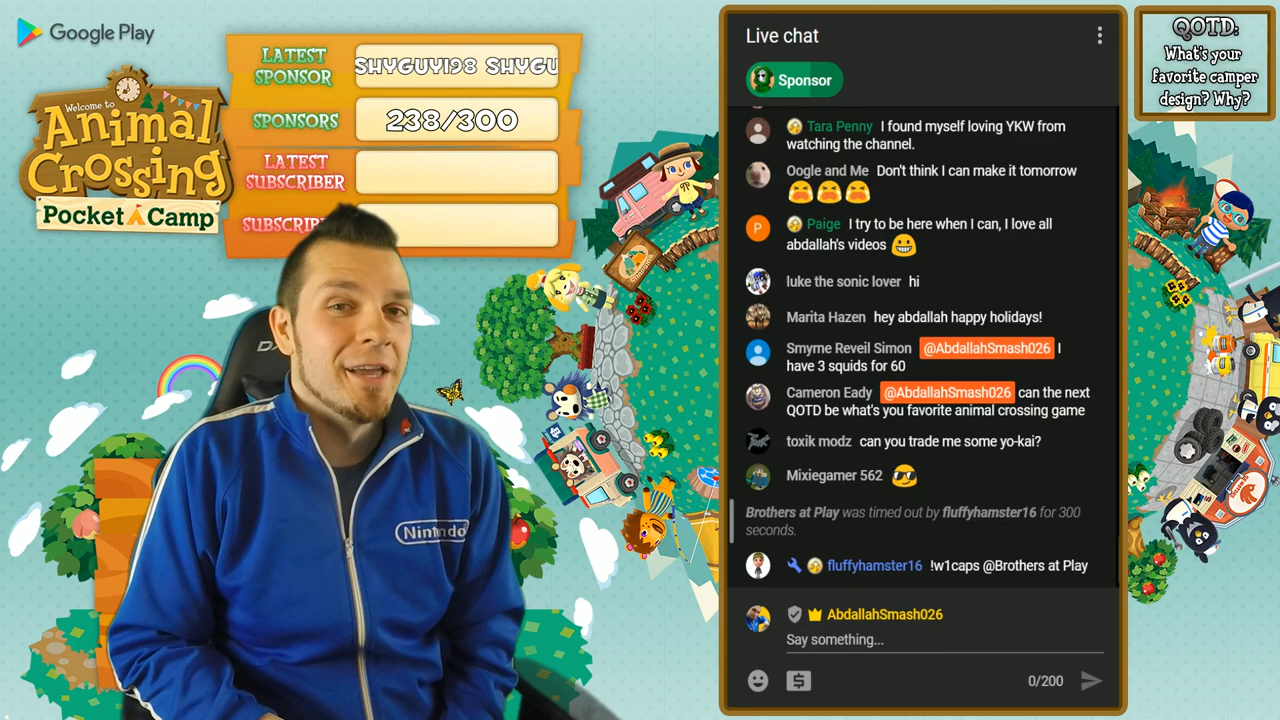 Google Play
Welcome to
Animal
Crossing
Pocket Camp
LATEST
SPONSOR
SHYGUY198 SHYGU
SPONSORS
238/300
LATEST
SUBSCRIBER
SUBSCRIB
Nintendo
Live chat
Sponsor
Tara Penny I found myself loving YKW from
watching the channel.
Oogle and Me Don't think I can make it tomorrow
😫😫😫
P
Paige I try to be here when I can, I love all
abdallah's videos 😀
luke the sonic lover hi
Marita Hazen hey abdallah happy holidays!
Smyrne Reveil Simon @AbdallahSmash026 I
have 3 squids for 60
Cameron Eady @AbdallahSmash026 can the next
QOTD be what's you favorite animal crossing game
toxik modz can you trade me some yo-kai?
Mixiegamer 562 😎
Brothers at Play was timed out by fluffyhamster16 for 300
seconds.
fluffyhamster16 !w1caps @Brothers at Play
AbdallahSmash026
Say something...
0/200
QOTD:
What's your
favorite camper
design? Why?